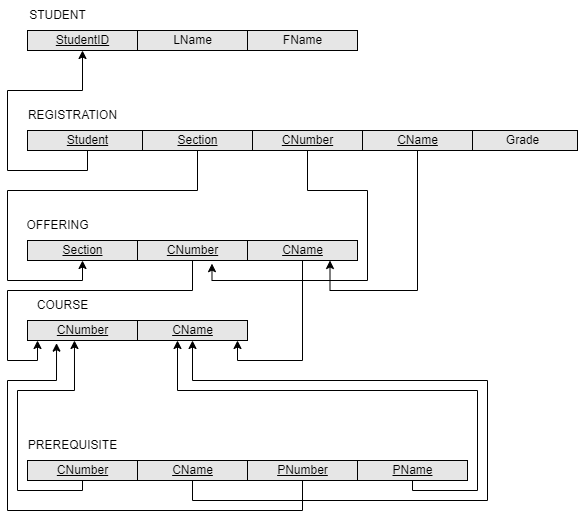 STUDENT
StudentID LName FName
REGISTRATION
Student Section CNumber CName Grade
OFFERING
Section CNumber CName
COURSE
CNumber CName
PREREQUISITE
CNumber CName PNumber PName